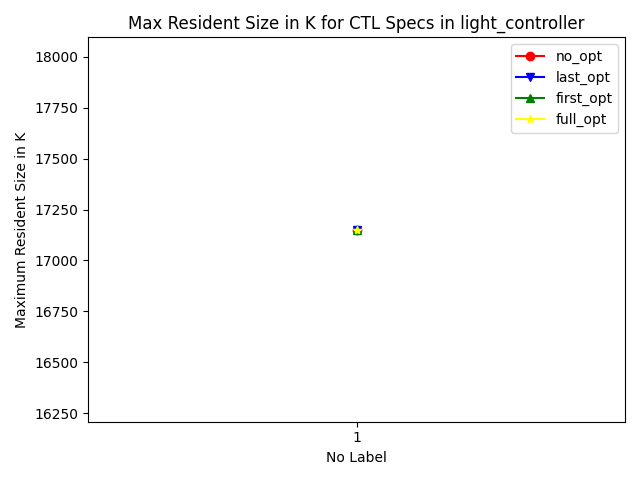 Max Resident Size in K for CTL Specs in light_controller
no_opt
last_opt
first_opt
full_opt
Maximum Resident Size in K
18000
17750
17500
17250
17000
16750
16500
16250
1
No Label